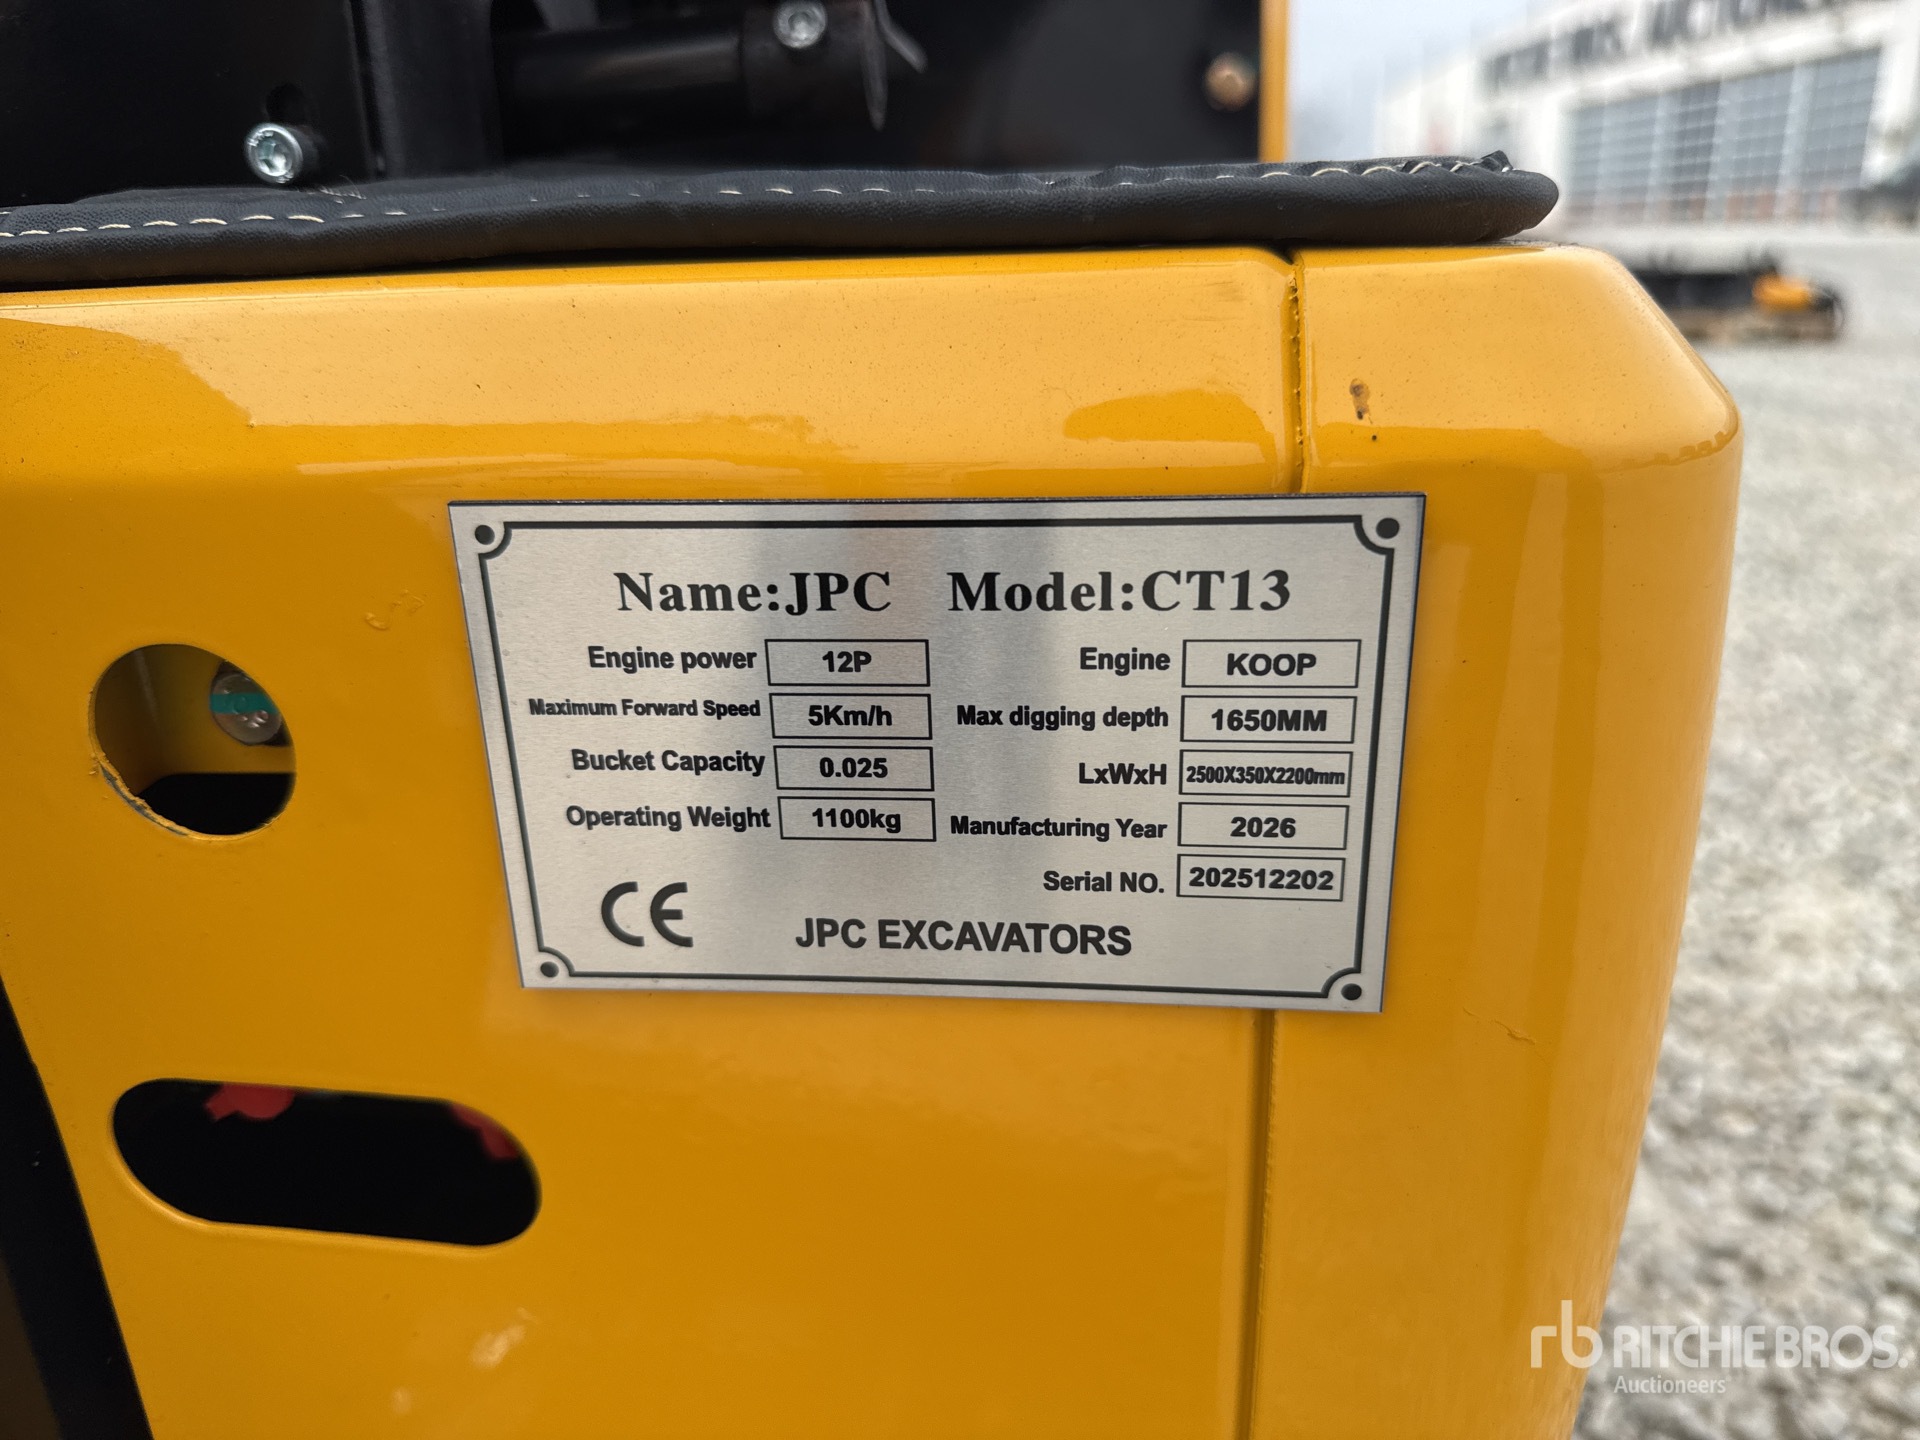 Name:JPC Model:CT13
Engine power 12P Engine KOOP
Maximum Forward Speed 5Km/h Max digging depth 1650MM
Bucket Capacity 0.025 LxWxH 2500X350X2200mm
Operating Weight 1100kg Manufacturing Year 2026
Serial NO. 202512202
CE JPC EXCAVATORS
rb RITCHIE BROS.
Auctioneers